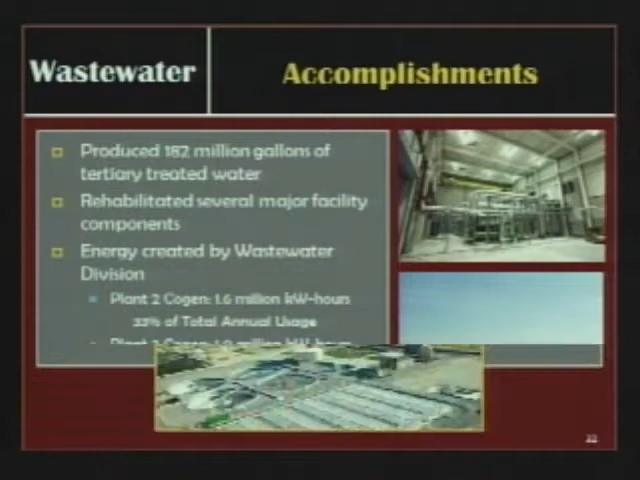 Wastewater
Accomplishments
Produced 182 million gallons of
tertiary treated water
Rehabilitated several major facility
components
Energy created by Wastewater
Division
Plant 2 Cogen: 1.6 million kW-hours
33% of Total Annual Usage